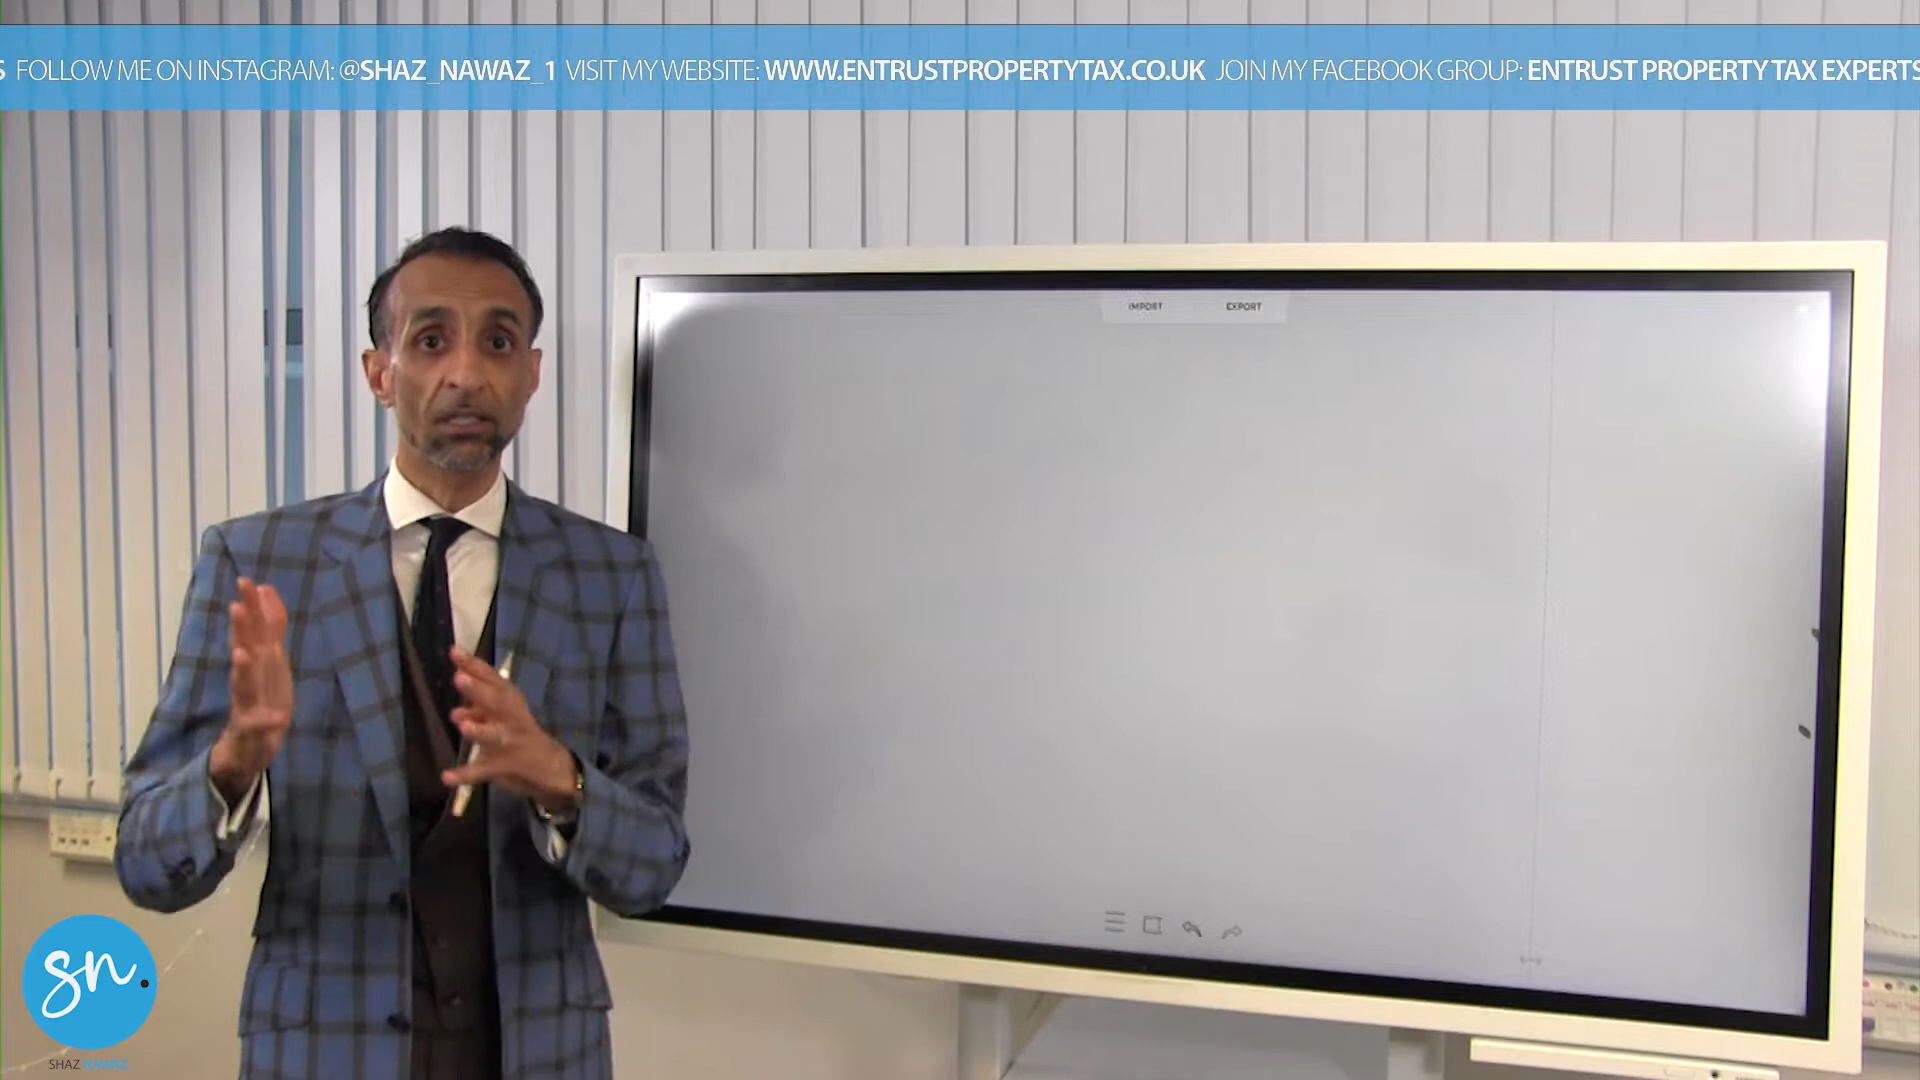 S FOLLOW ME ON INSTAGRAM: @SHAZ_NAWAZ_1 VISIT MY WEBSITE: WWW.ENTRUSTPROPERTYTAX.CO.UK JOIN MY FACEBOOK GROUP: ENTRUST PROPERTY TAX EXPERTS
IMPORT EXPORT
sn.
SHAZ NAWAZ